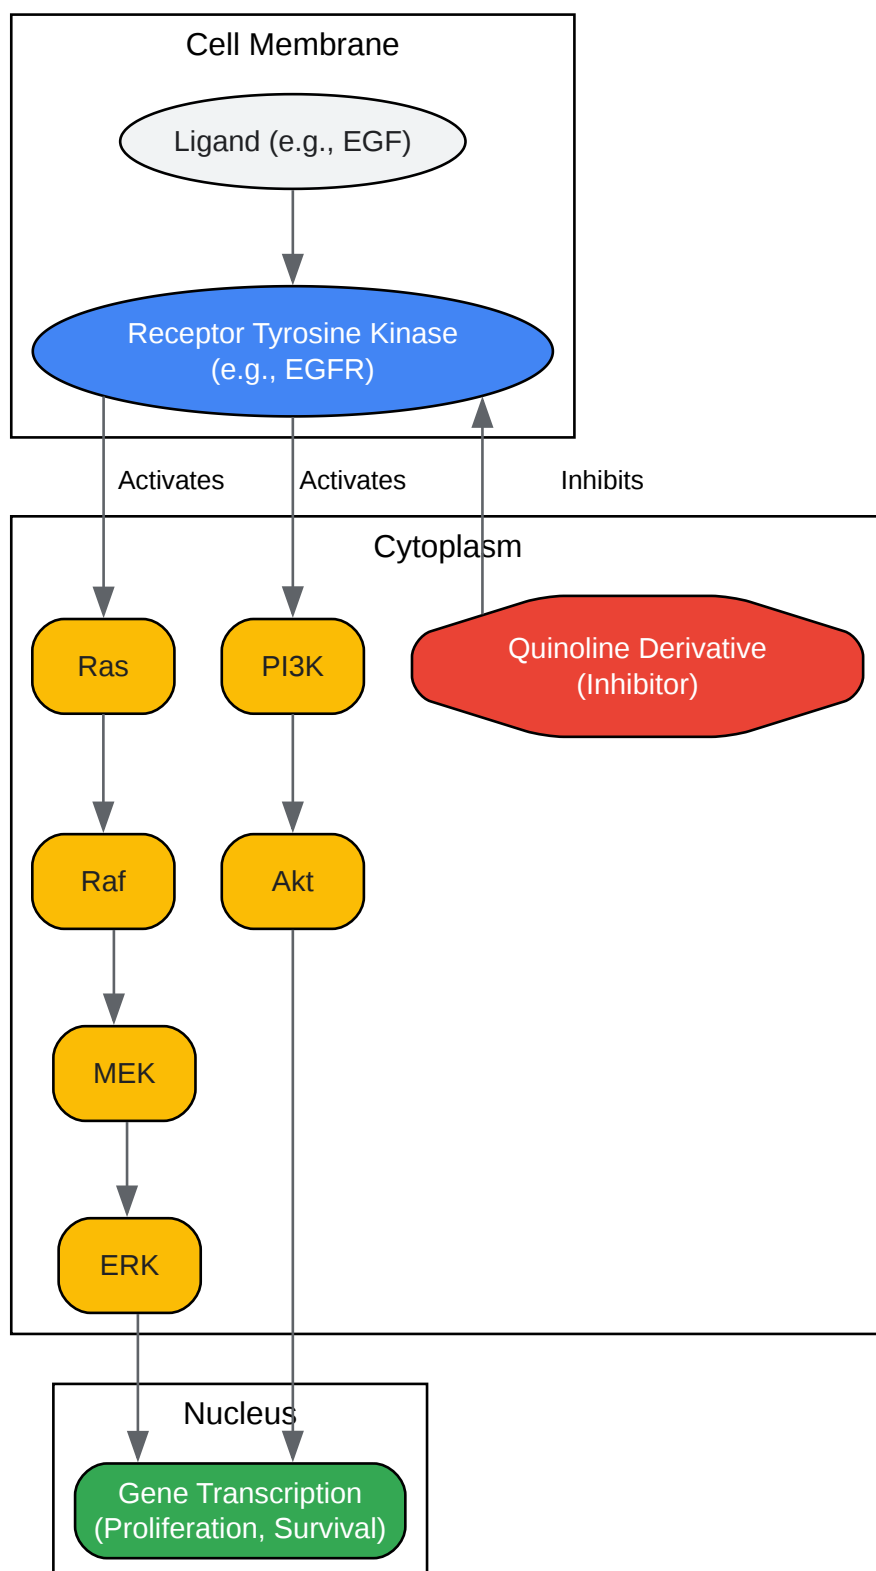 Cell Membrane
Ligand (e.g., EGF)
Receptor Tyrosine Kinase
(e.g., EGFR)
Activates
Activates
Inhibits
Cytoplasm
Ras
PI3K
Quinoline Derivative
(Inhibitor)
Raf
Akt
MEK
ERK
Nucleus
Gene Transcription
(Proliferation, Survival)